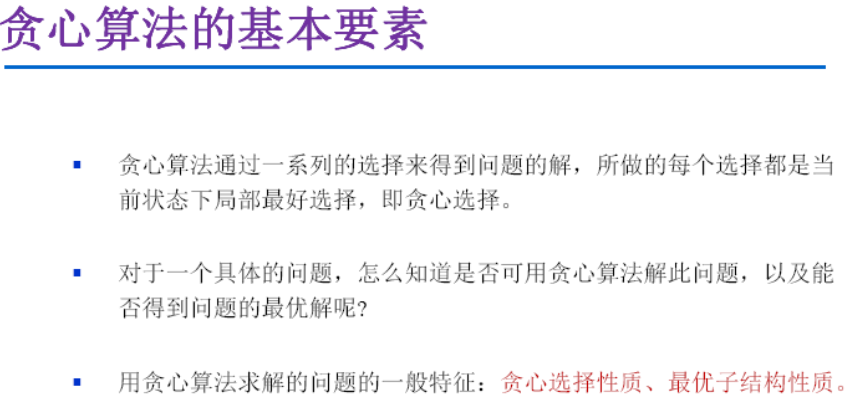 贪心算法的基本要素
贪心算法通过一系列的选择来得到问题的解，所做的每个选择都是当
前状态下局部最好选择，即贪心选择。
对于一个具体的问题，怎么知道是否可用贪心算法解此问题，以及能
否得到问题的最优解呢?
用贪心算法求解的问题的一般特征：贪心选择性质、最优子结构性质。